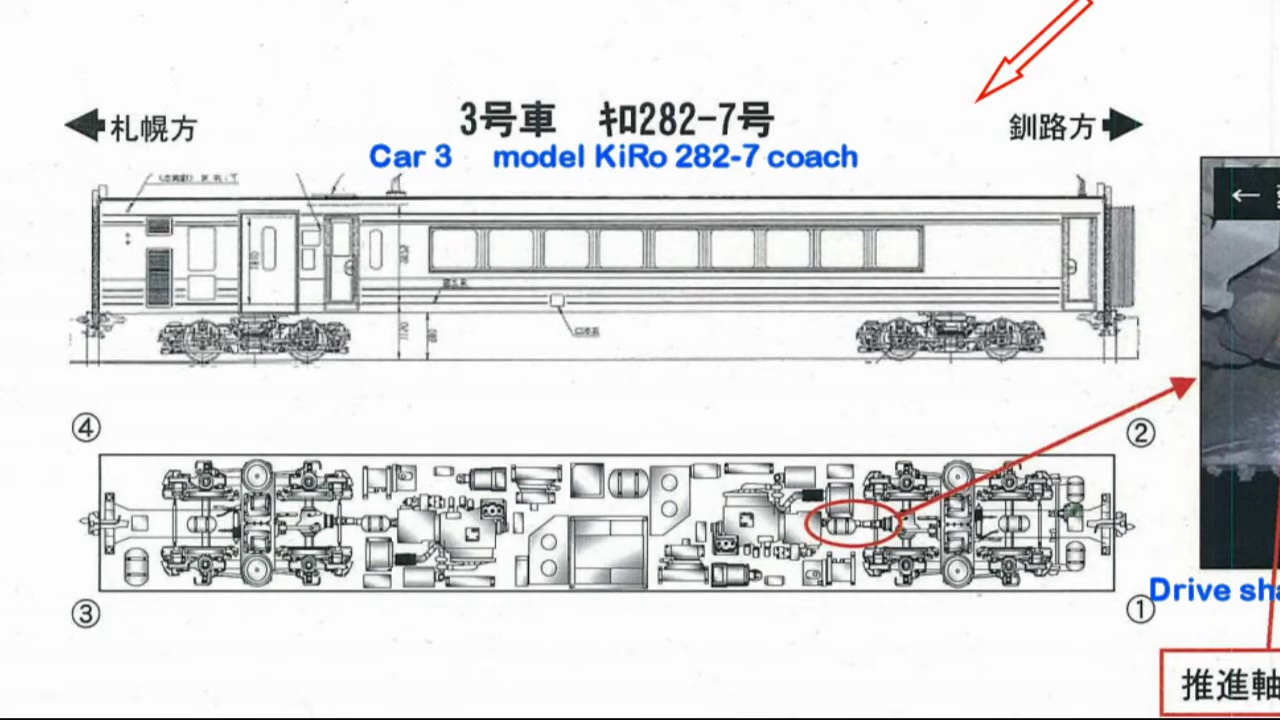 札幌方
3号車 ｷﾛ282-7号
釧路方
Car 3 model KiRo 282-7 coach
←
④
②
③
①
Drive sha
推進軸